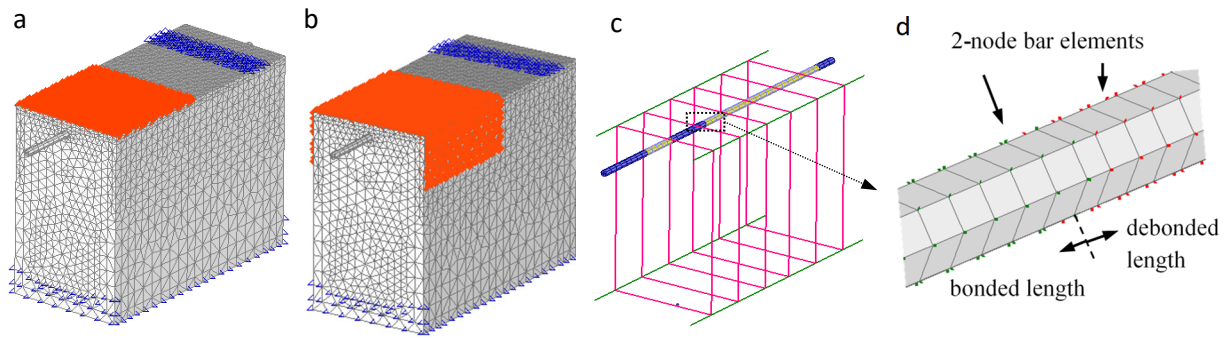 a
b
c
d
2-node bar elements
debonded
length
bonded length